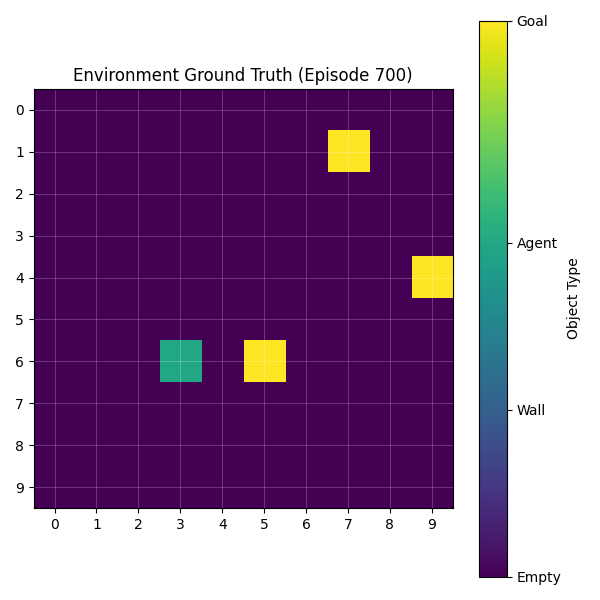 Environment Ground Truth (Episode 700)
0
1
2
3
4
5
6
7
8
9
0 1 2 3 4 5 6 7 8 9
Goal
Agent
Wall
Empty
Object Type